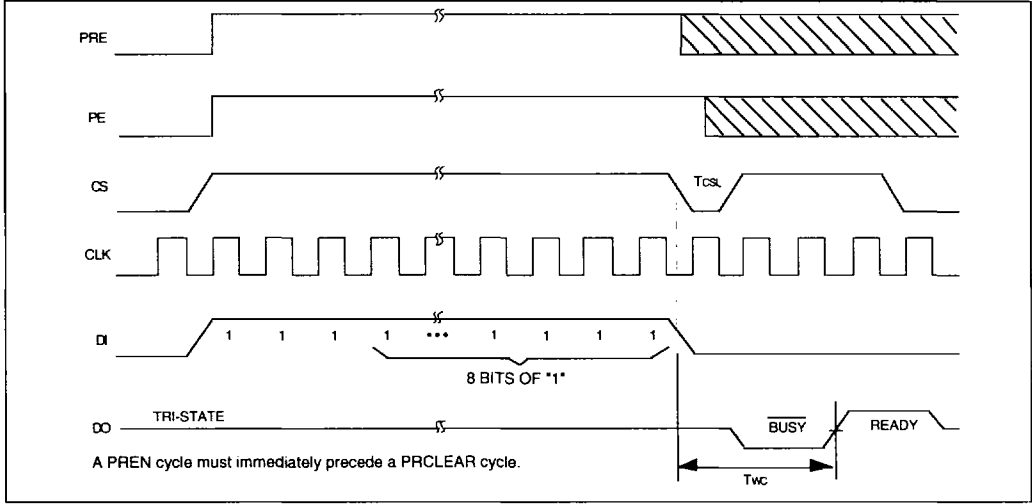 PRE
PE
CS
TCSL
CLK
DI
1 1 1 1 ••• 1 1 1 1
8 BITS OF "1"
DO
TRI-STATE
BUSY
READY
A PREN cycle must immediately precede a PRCLEAR cycle.
TWC